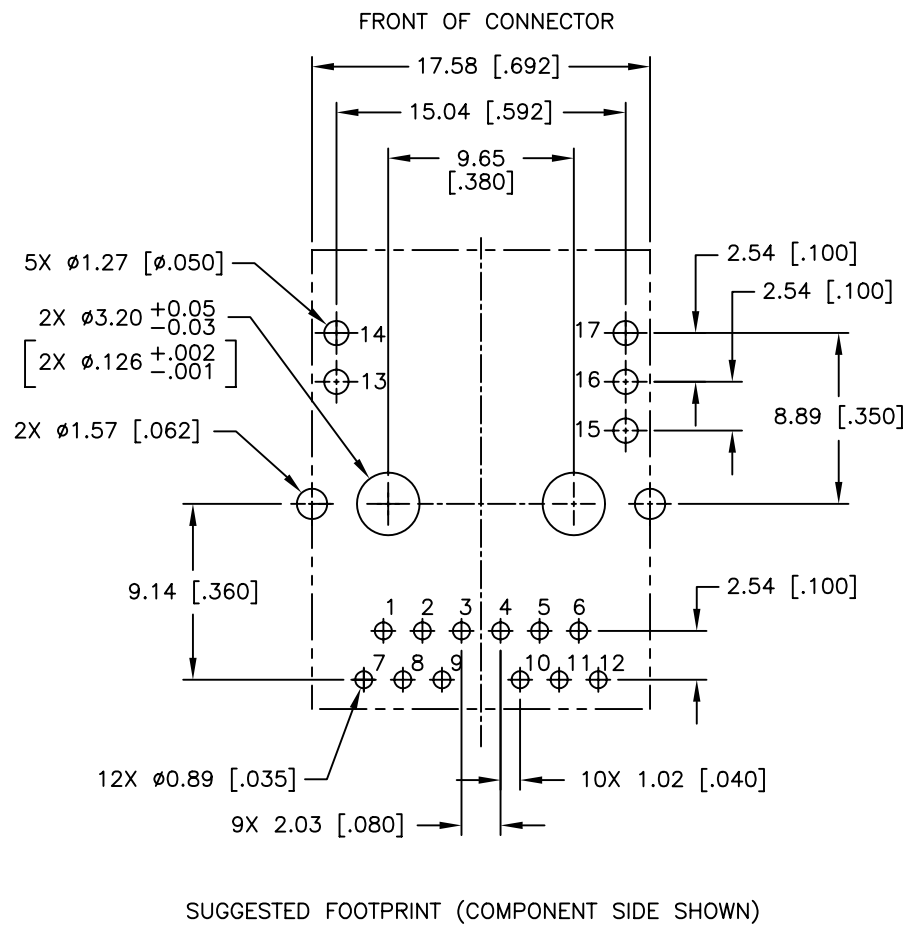 FRONT OF CONNECTOR
17.58 [.692]
15.04 [.592]
9.65
[.380]
5X ø1.27 [ø.050]
2.54 [.100]
2.54 [.100]
2X ø3.20 +0.05
-0.03
[2X ø.126 +.002
-.001]
14
17
13
16
15
8.89 [.350]
2X ø1.57 [.062]
9.14 [.360]
2.54 [.100]
1 2 3 4 5 6
7 8 9 10 11 12
12X ø0.89 [.035]
10X 1.02 [.040]
9X 2.03 [.080]
SUGGESTED FOOTPRINT (COMPONENT SIDE SHOWN)